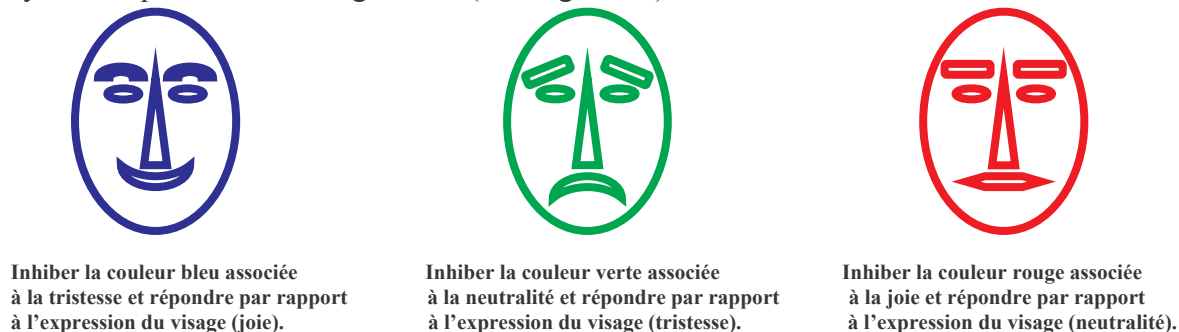 Inhiber la couleur bleu associée
à la tristesse et répondre par rapport
à l'expression du visage (joie).
Inhiber la couleur verte associée
à la neutralité et répondre par rapport
à l'expression du visage (tristesse).
Inhiber la couleur rouge associée
à la joie et répondre par rapport
à l'expression du visage (neutralité).